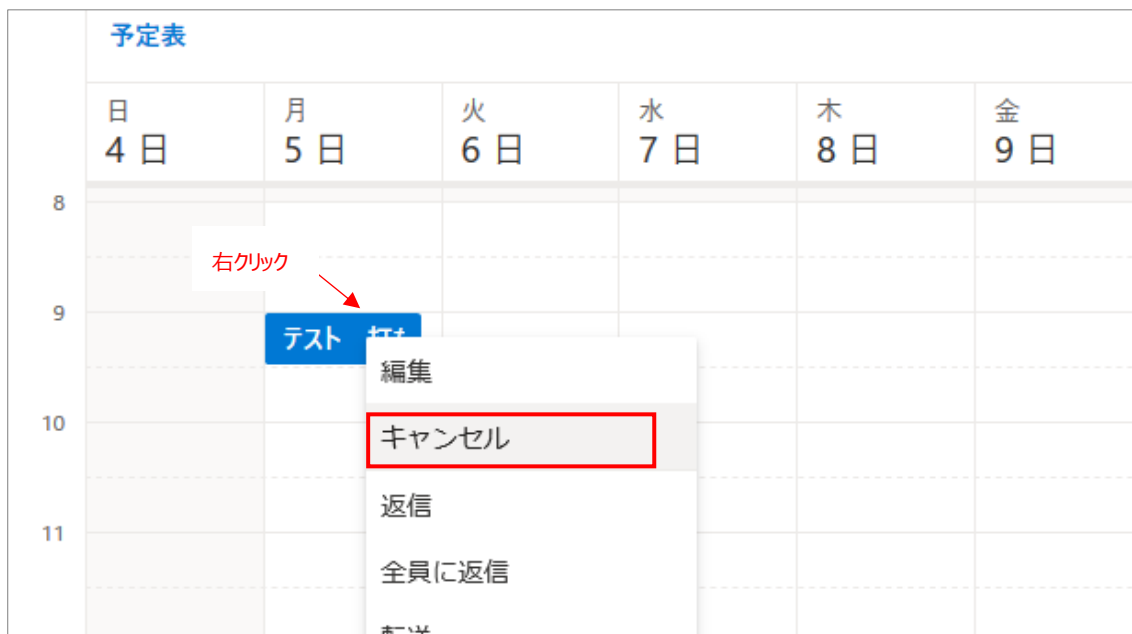 予定表
日 月 火 水 木 金
4 日 5 日 6 日 7 日 8 日 9 日
8
右クリック
9
テスト
編集
10
キャンセル
返信
11
全員に返信